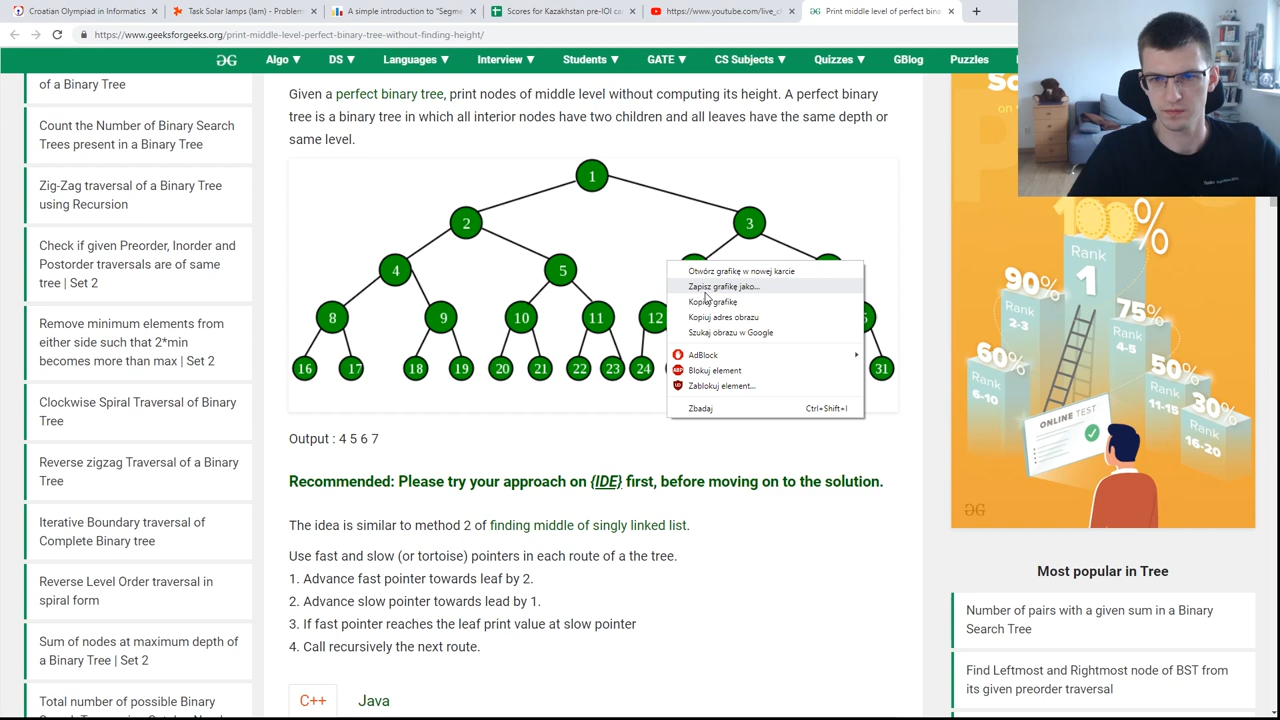 Croatian Olympiad in Informatics
Task Solar lamps (lam) - Problem
A simple introduction to "Segme
Scores for Kazakhstan pre-IOI ca
https://www.youtube.com/live_c
Print middle level of perfect bin
https://www.geeksforgeeks.org/print-middle-level-perfect-binary-tree-without-finding-height/
Algo ▼ DS ▼ Languages ▼ Interview ▼ Students ▼ GATE ▼ CS Subjects ▼ Quizzes ▼ GBlog Puzzles
of a Binary Tree
Count the Number of Binary Search
Trees present in a Binary Tree
Zig-Zag traversal of a Binary Tree
using Recursion
Check if given Preorder, Inorder and
Postorder traversals are of same
tree | Set 2
Remove minimum elements from
either side such that 2*min
becomes more than max | Set 2
Clockwise Spiral Traversal of Binary
Tree
Reverse zigzag Traversal of a Binary
Tree
Iterative Boundary traversal of
Complete Binary tree
Reverse Level Order traversal in
spiral form
Sum of nodes at maximum depth of
a Binary Tree | Set 2
Total number of possible Binary
Given a perfect binary tree, print nodes of middle level without computing its height. A perfect binary
tree is a binary tree in which all interior nodes have two children and all leaves have the same depth or
same level.
1
2 3
4 5
8 9 10 11 12
16 17 18 19 20 21 22 23 24 31
Otwórz grafikę w nowej karcie
Zapisz grafikę jako...
Kopiuj grafikę
Kopiuj adres obrazu
Szukaj obrazu w Google
AdBlock
Blokuj element
Zablokuj element...
Zbadaj Ctrl+Shift+I
Output : 4 5 6 7
Recommended: Please try your approach on {IDE} first, before moving on to the solution.
The idea is similar to method 2 of finding middle of singly linked list.
Use fast and slow (or tortoise) pointers in each route of a the tree.
1. Advance fast pointer towards leaf by 2.
2. Advance slow pointer towards lead by 1.
3. If fast pointer reaches the leaf print value at slow pointer
4. Call recursively the next route.
C++ Java
100%
Rank
1
90%
Rank
2-3
75%
Rank
4-5
60%
Rank
6-10
50%
Rank
11-15
30%
Rank
16-20
ONLINE TEST
Most popular in Tree
Number of pairs with a given sum in a Binary
Search Tree
Find Leftmost and Rightmost node of BST from
its given preorder traversal